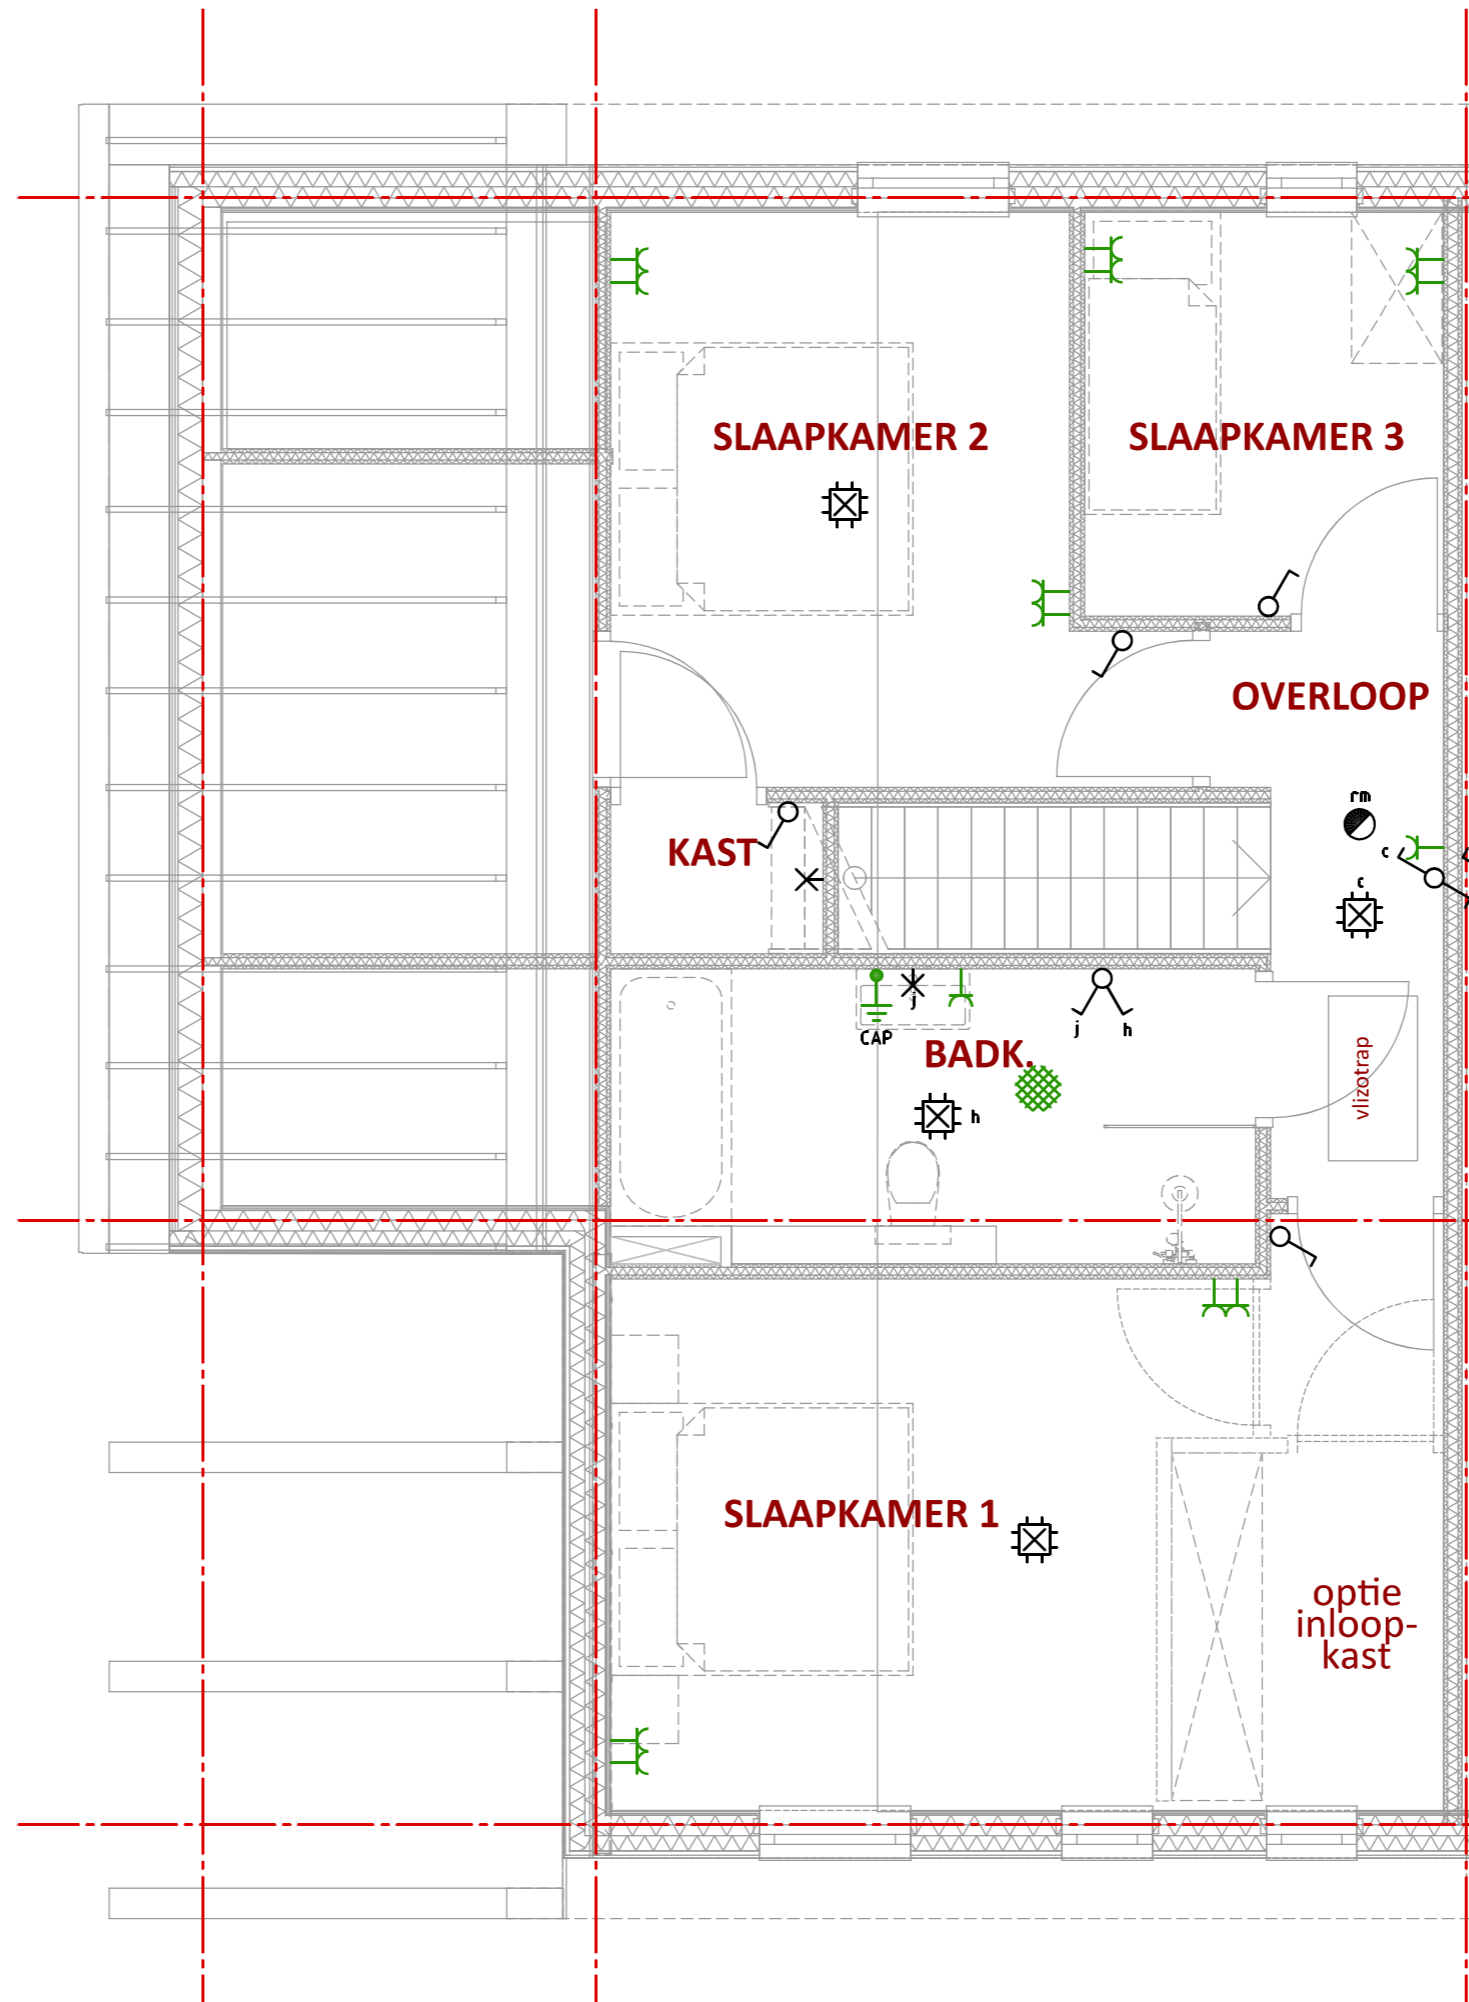 SLAAPKAMER 2
SLAAPKAMER 3
OVERLOOP
rm
KAST
c
c
j
CAP
j
h
BADK.
h
vlizotrap
SLAAPKAMER 1
optie
inloop-
kast